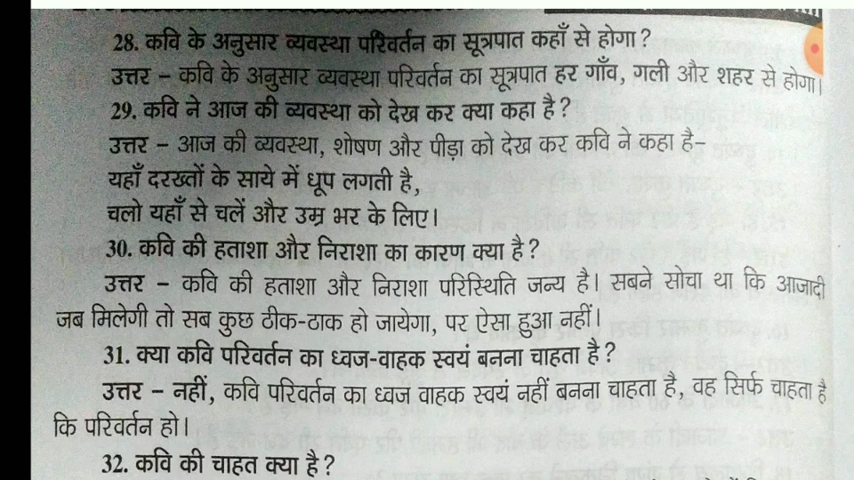 28. कवि के अनुसार व्यवस्था परिवर्तन का सूत्रपात कहाँ से होगा?
उत्तर – कवि के अनुसार व्यवस्था परिवर्तन का सूत्रपात हर गाँव, गली और शहर से होगा।
29. कवि ने आज की व्यवस्था को देख कर क्या कहा है?
उत्तर – आज की व्यवस्था, शोषण और पीड़ा को देख कर कवि ने कहा है–
यहाँ दरख्तों के साये में धूप लगती है,
चलो यहाँ से चलें और उम्र भर के लिए।
30. कवि की हताशा और निराशा का कारण क्या है?
उत्तर – कवि की हताशा और निराशा परिस्थिति जन्य है। सबने सोचा था कि आजादी
जब मिलेगी तो सब कुछ ठीक-ठाक हो जायेगा, पर ऐसा हुआ नहीं।
31. क्या कवि परिवर्तन का ध्वज-वाहक स्वयं बनना चाहता है?
उत्तर – नहीं, कवि परिवर्तन का ध्वज वाहक स्वयं नहीं बनना चाहता है, वह सिर्फ चाहता है
कि परिवर्तन हो।
32. कवि की चाहत क्या है?